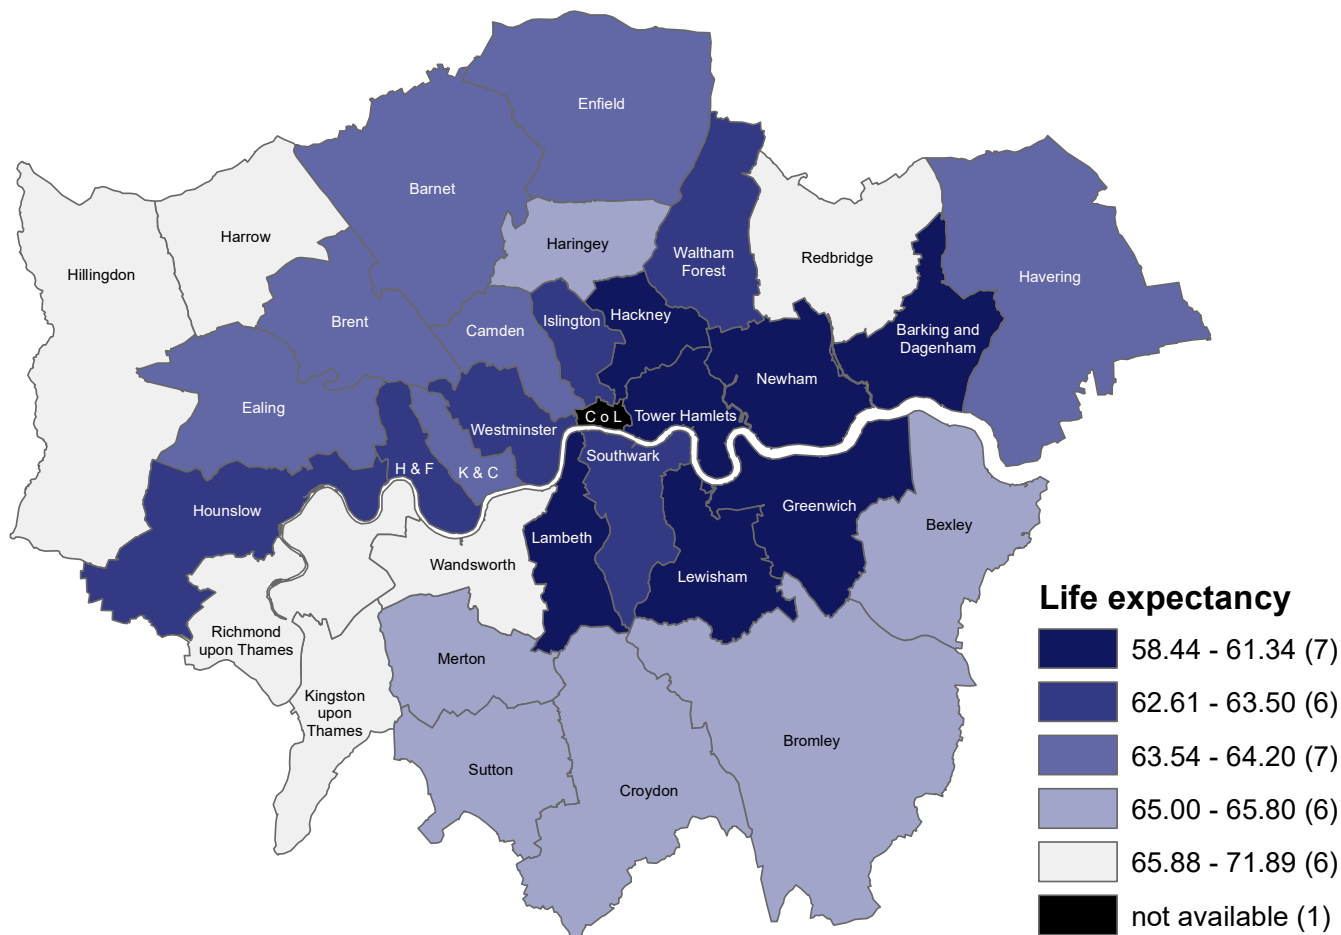 Enfield
Barnet
Harrow
Haringey
Waltham
Forest
Redbridge
Hillingdon
Havering
Brent
Camden
Islington
Hackney
Barking and
Dagenham
Newham
Ealing
Westminster
C o L
Tower Hamlets
H & F
K & C
Southwark
Hounslow
Greenwich
Bexley
Lambeth
Wandsworth
Lewisham
Richmond
upon Thames
Merton
Kingston
upon
Thames
Sutton
Croydon
Bromley
Life expectancy
58.44 - 61.34 (7)
62.61 - 63.50 (6)
63.54 - 64.20 (7)
65.00 - 65.80 (6)
65.88 - 71.89 (6)
not available (1)